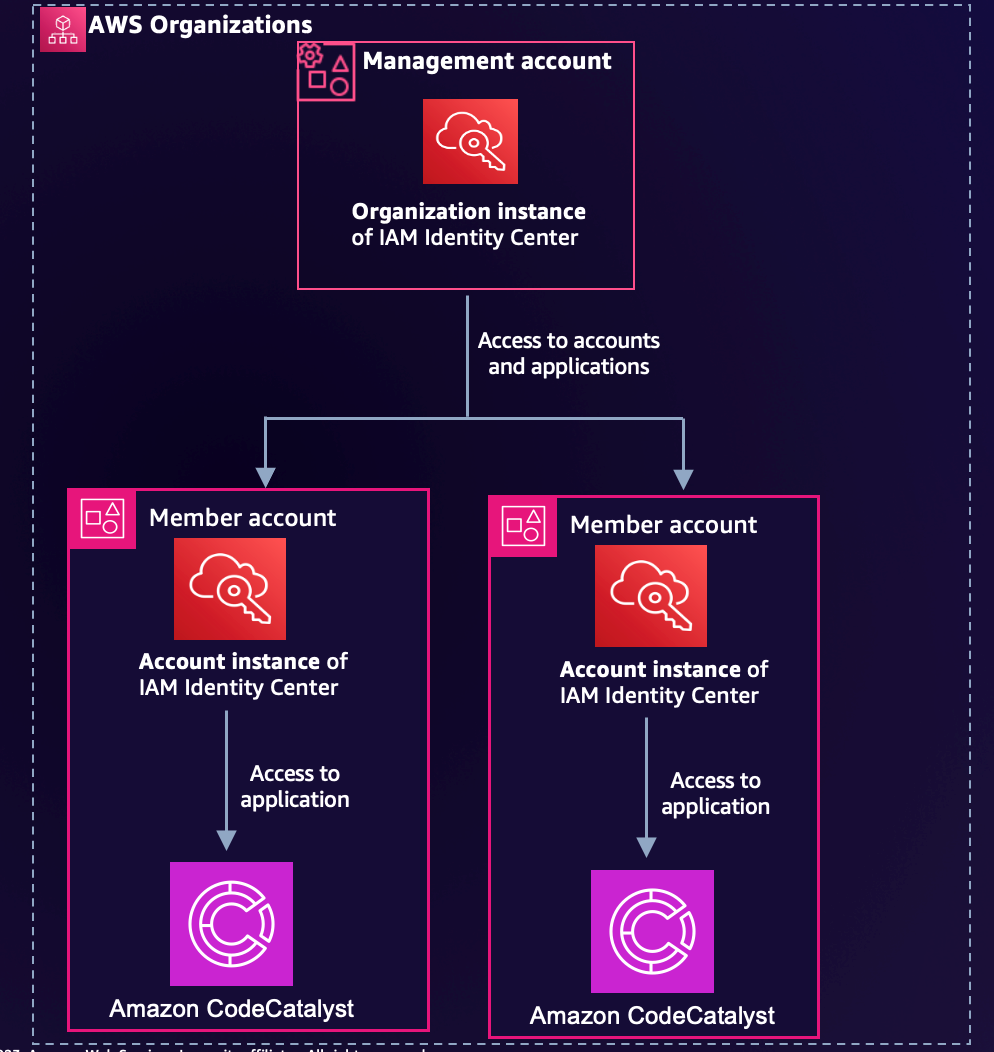 AWS Organizations
Management account
Organization instance
of IAM Identity Center
Access to accounts
and applications
Member account
Account instance of
IAM Identity Center
Access to
application
Amazon CodeCatalyst
Member account
Account instance of
IAM Identity Center
Access to
application
Amazon CodeCatalyst